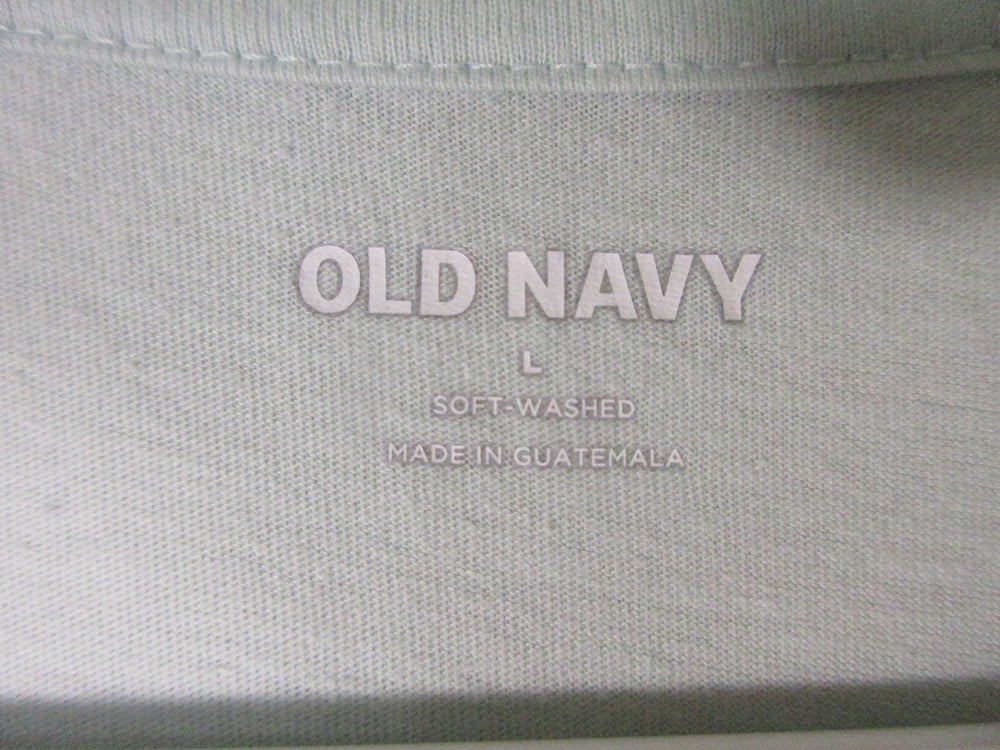 OLD NAVY
L
SOFT-WASHED
MADE IN GUATEMALA